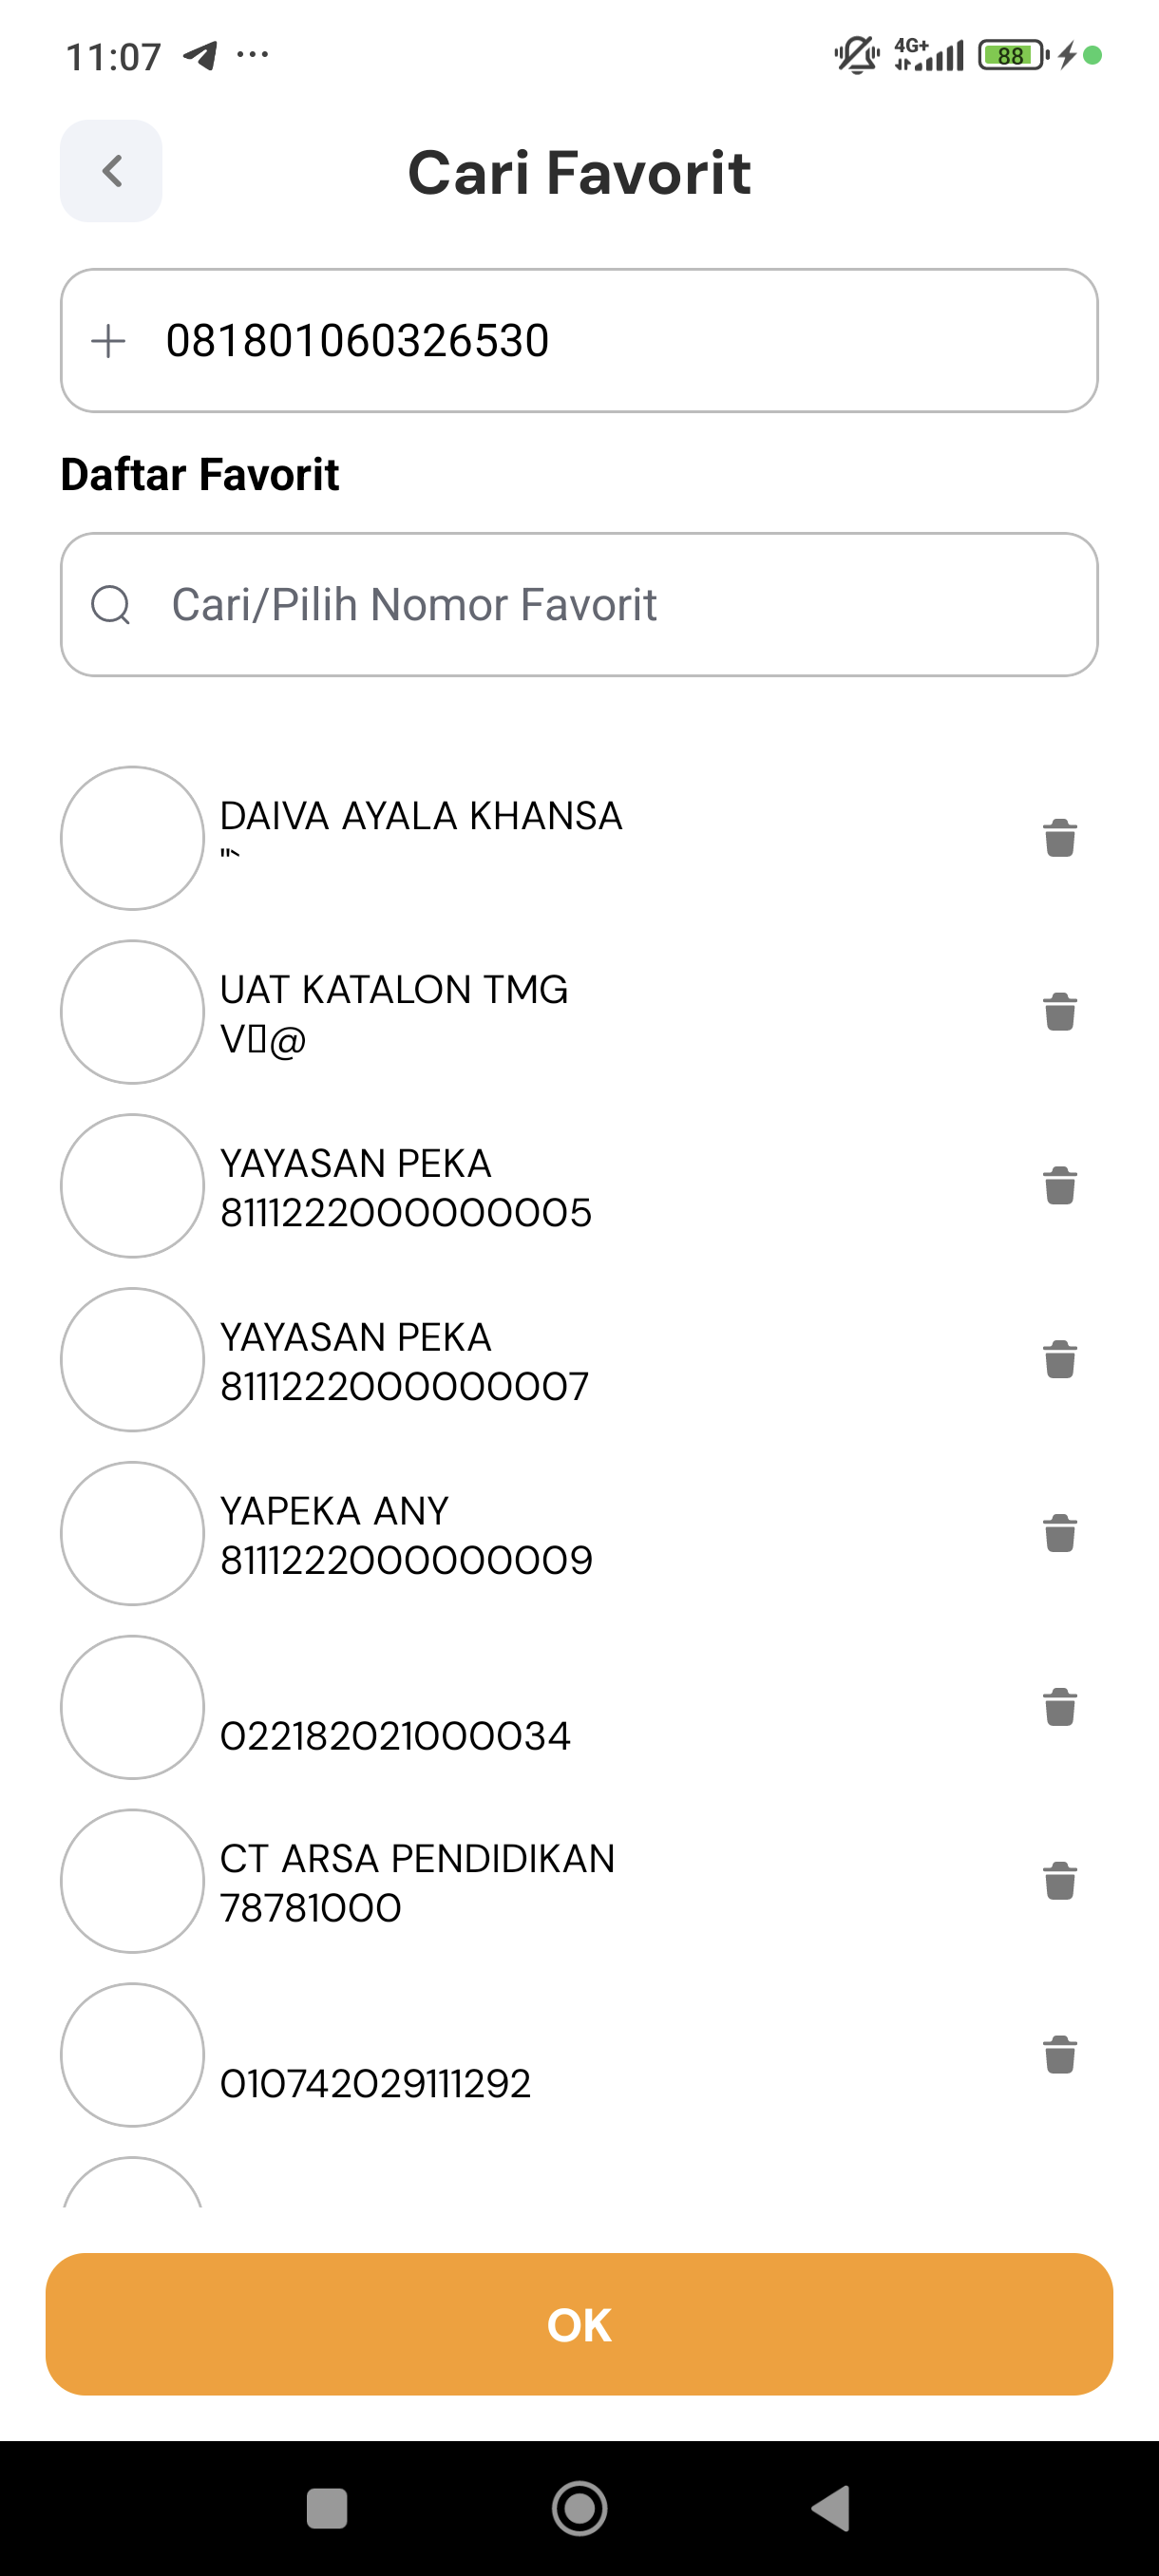 11:07
4G+
88
Cari Favorit
081801060326530
Daftar Favorit
Cari/Pilih Nomor Favorit
DAIVA AYALA KHANSA
"`
UAT KATALON TMG
V▯@
YAYASAN PEKA
8111222000000005
YAYASAN PEKA
8111222000000007
YAPEKA ANY
8111222000000009
022182021000034
CT ARSA PENDIDIKAN
78781000
010742029111292
OK